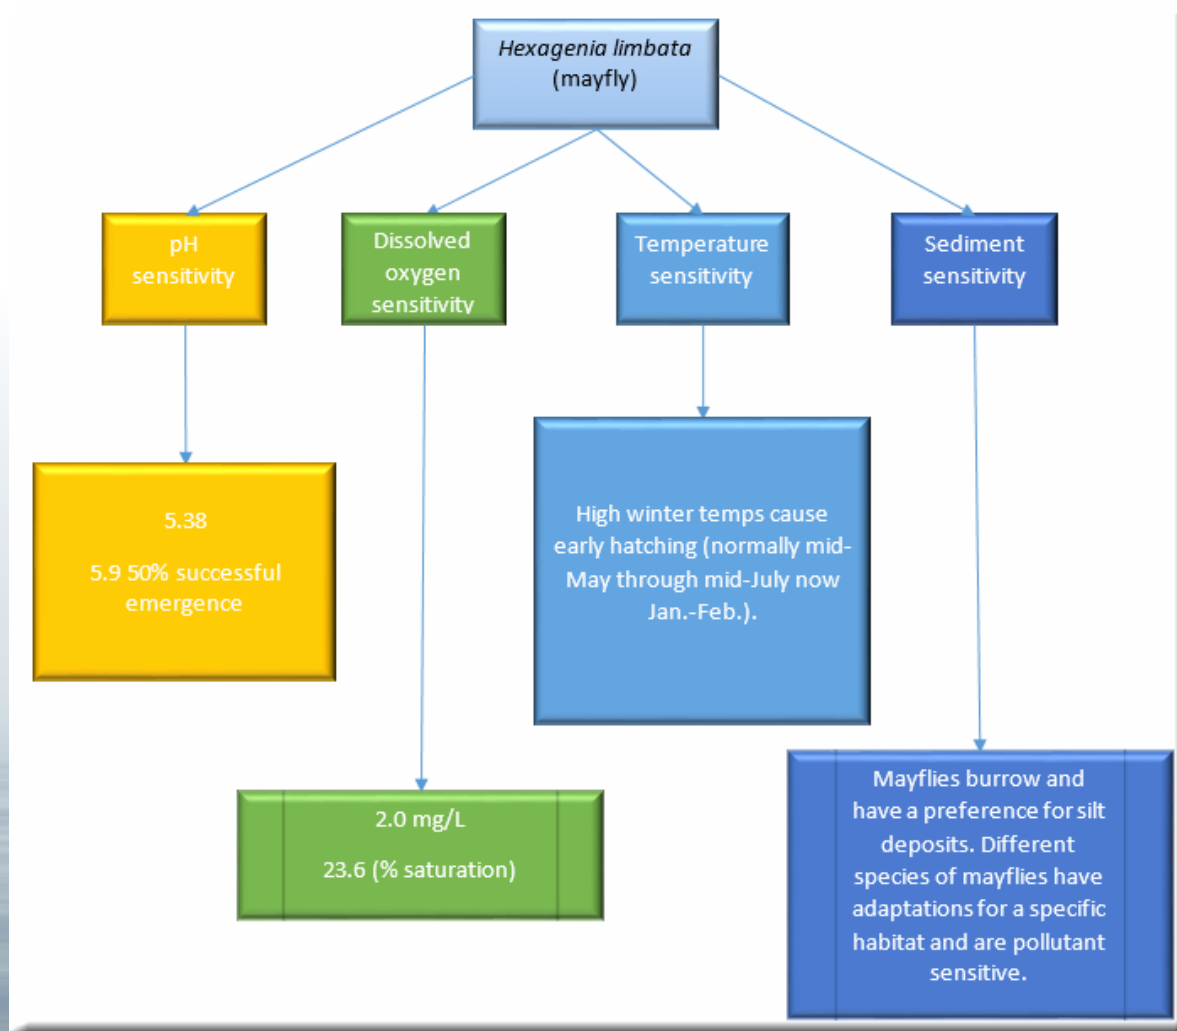 Hexagenia limbata
(mayfly)
pH
sensitivity
Dissolved
oxygen
sensitivity
Temperature
sensitivity
Sediment
sensitivity
5.38
5.9 50% successful
emergence
High winter temps cause
early hatching (normally mid-
May through mid-July now
Jan.-Feb.).
2.0 mg/L
23.6 (% saturation)
Mayflies burrow and
have a preference for silt
deposits. Different
species of mayflies have
adaptations for a specific
habitat and are pollutant
sensitive.